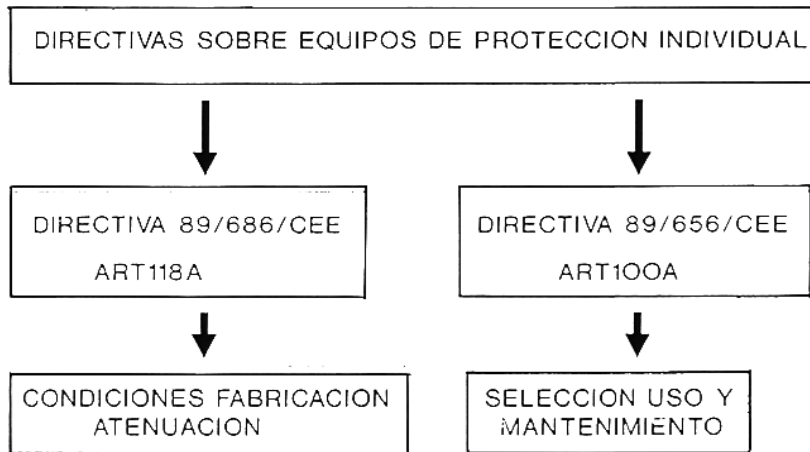 DIRECTIVAS SOBRE EQUIPOS DE PROTECCION INDIVIDUAL
DIRECTIVA 89/686/CEE
ART118A
DIRECTIVA 89/656/CEE
ART100A
CONDICIONES FABRICACION
ATENUACION
SELECCION USO Y
MANTENIMIENTO